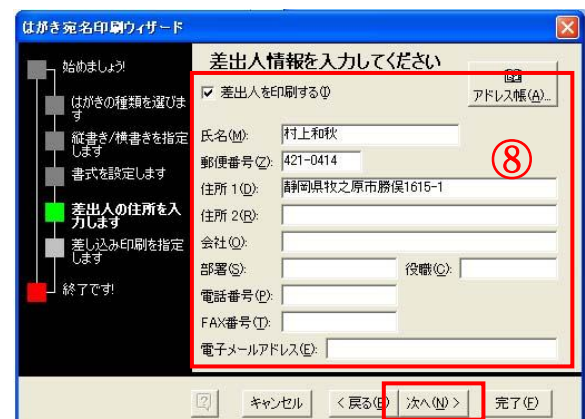 はがき宛名印刷ウィザード
始めましょう!
はがきの種類を選びま
す
縦書き/横書きを指定
します
書式を設定します
差出人の住所を入
力します
差し込み印刷を指定
します
終了です!
差出人情報を入力してください
差出人を印刷する(I)
アドレス帳(A)...
氏名(M): 村上和秋
郵便番号(Z): 421-0414
⑧
住所 1(D): 静岡県牧之原市勝俣1615-1
住所 2(R):
会社(O):
部署(S): 役職(C):
電話番号(P):
FAX番号(T):
電子メールアドレス(E):
キャンセル < 戻る(B) 次へ(N) > 完了(F)